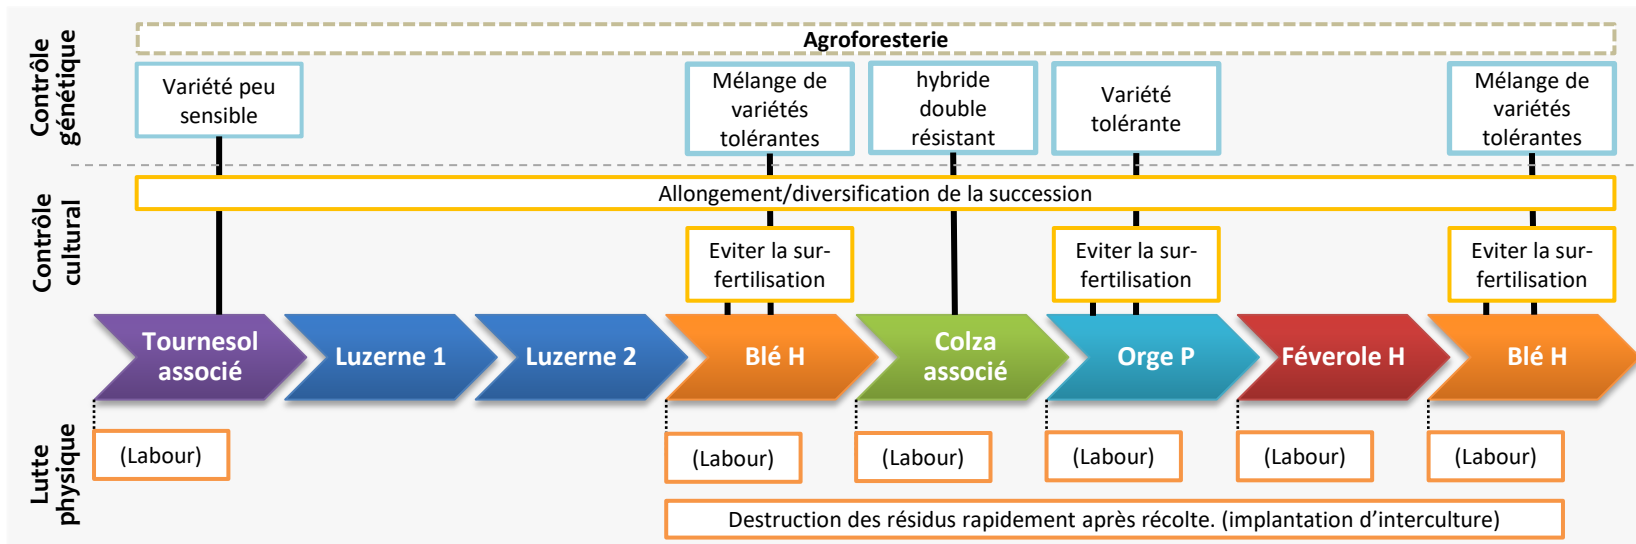 Contrôle
génétique
Agroforesterie
Variété peu
sensible
Mélange de
variétés
tolérantes
hybride
double
résistant
Variété
tolérante
Mélange de
variétés
tolérantes
Contrôle
cultural
Allongement/diversification de la succession
Eviter la sur-
fertilisation
Eviter la sur-
fertilisation
Eviter la sur-
fertilisation
Tournesol
associé
Luzerne 1
Luzerne 2
Blé H
Colza
associé
Orge P
Féverole H
Blé H
Lutte
physique
(Labour)
(Labour)
(Labour)
(Labour)
(Labour)
(Labour)
Destruction des résidus rapidement après récolte. (implantation d’interculture)